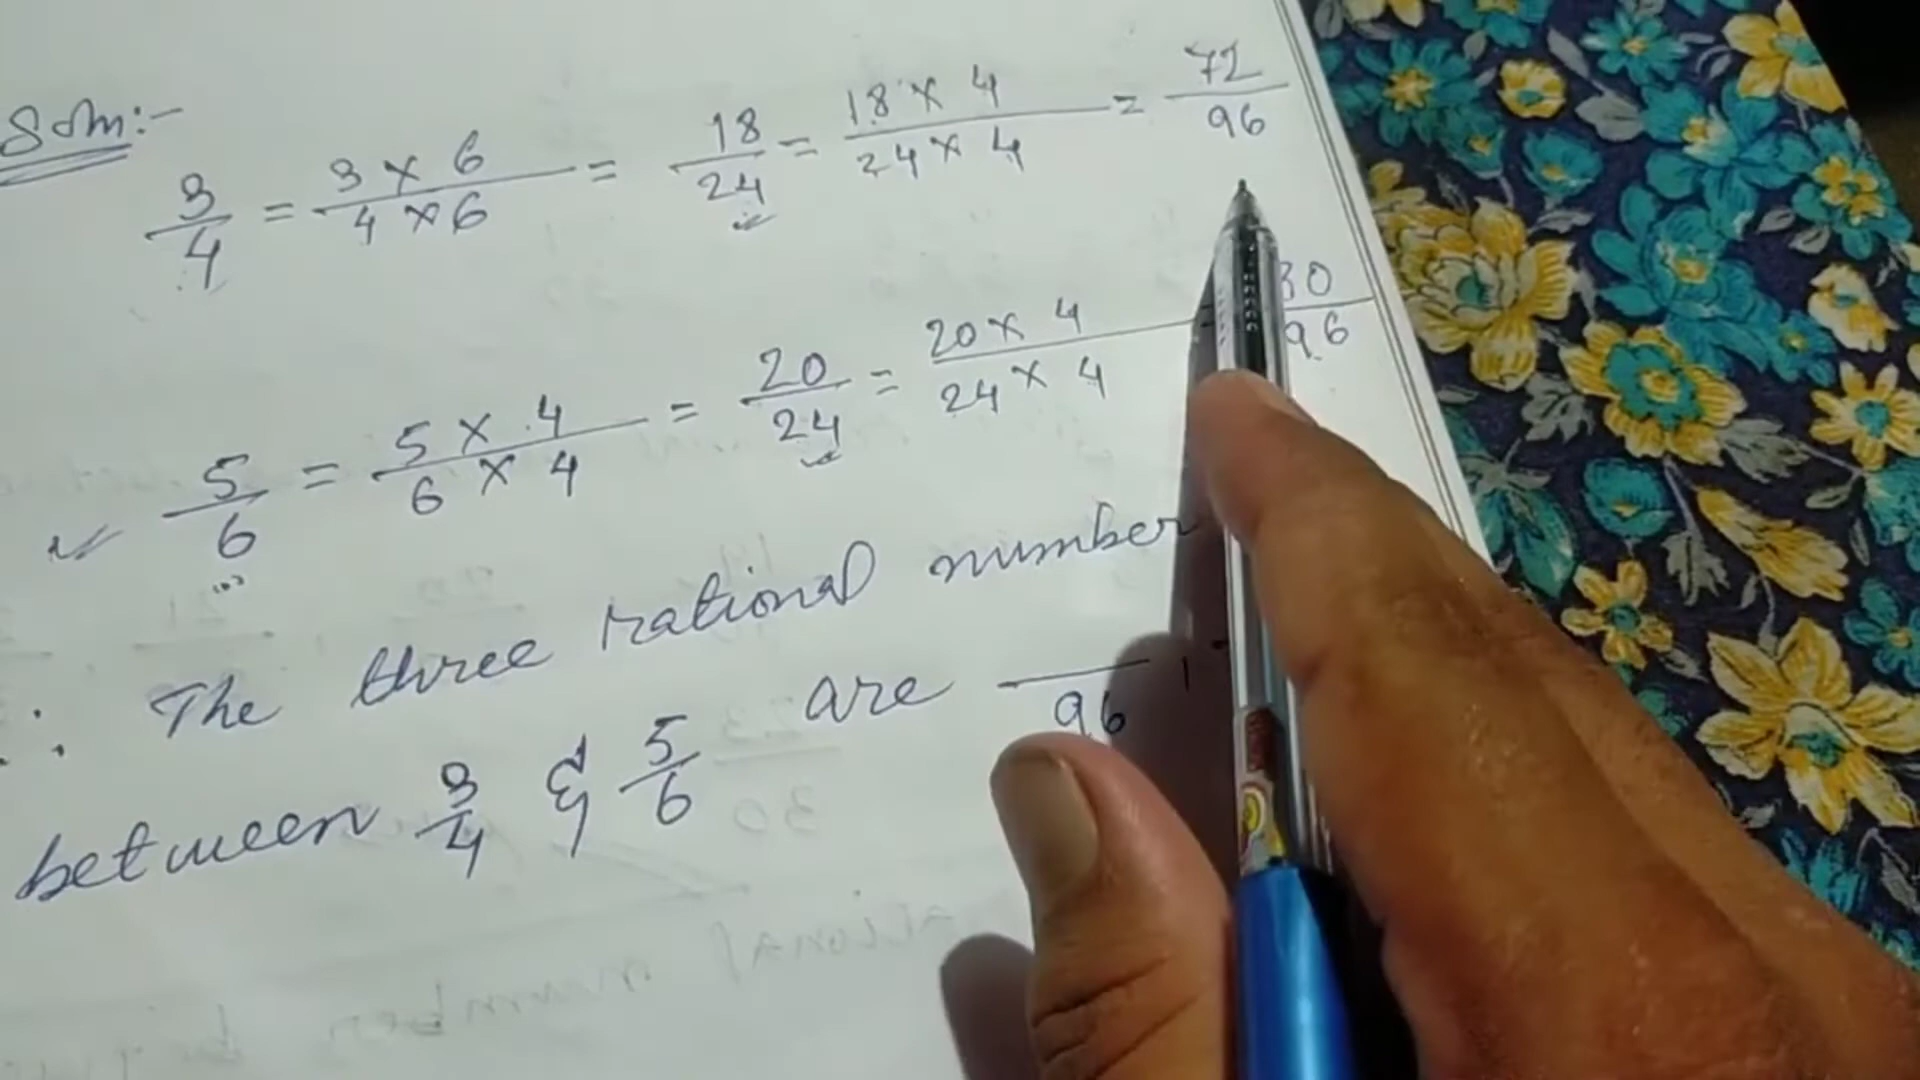 Soln:-
3/4 = 3 × 6 / 4 × 6 = 18/24 = 18 × 4 / 24 × 4 = 72/96
5/6 = 5 × 4 / 6 × 4 = 20/24 = 20 × 4 / 24 × 4 = 80/96
∴ The three rational number
between 3/4 & 5/6 are /96 ,